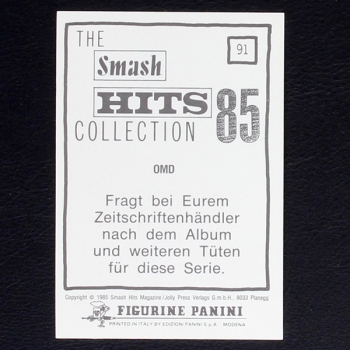 THE
91
Smash
HITS 85
COLLECTION
OMD
Fragt bei Eurem
Zeitschriftenhändler
nach dem Album
und weiteren Tüten
für diese Serie.
Copyright © 1985 Smash Hits Magazine/Jolly Press Verlags G.m.b.H., 8033 Planegg
FIGURINE PANINI
PRINTED IN ITALY BY EDIZIONI PANINI S.p.A. MODENA